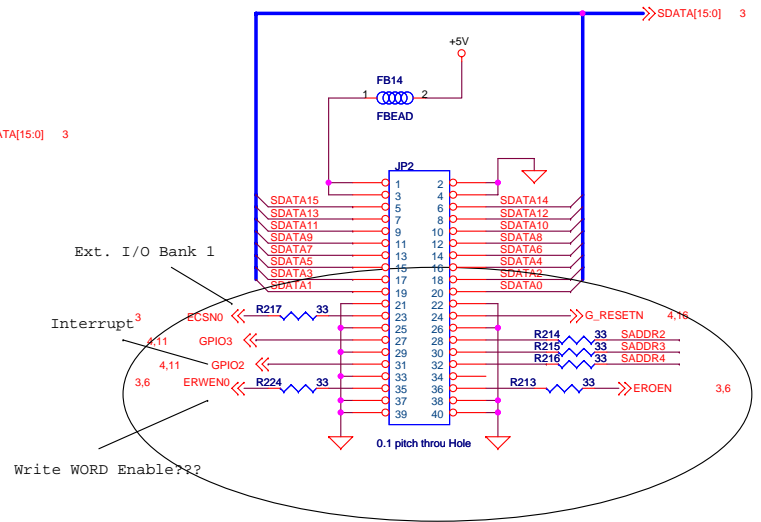 SDATA[15:0] 3
+5V
FB14
1 2
FBEAD
ATA[15:0] 3
JP2
1 2
3 4
SDATA15 5 6 SDATA14
SDATA13 7 8 SDATA12
SDATA11 9 10 SDATA10
SDATA9 11 12 SDATA8
SDATA7 13 14 SDATA6
SDATA5 15 16 SDATA4
SDATA3 17 18 SDATA2
SDATA1 19 20 SDATA0
Ext. I/O Bank 1
21 22
3 ECSN0 R217 33 23 24 G_RESETN 4,16
Interrupt
25 26
4,11 GPIO3 27 28 R214 33 SADDR2
29 30 R215 33 SADDR3
4,11 GPIO2 31 32 R216 33 SADDR4
33 34
3,6 ERWEN0 R224 33 35 36 R213 33 EROEN 3,6
37 38
39 40
0.1 pitch throu Hole
Write WORD Enable???